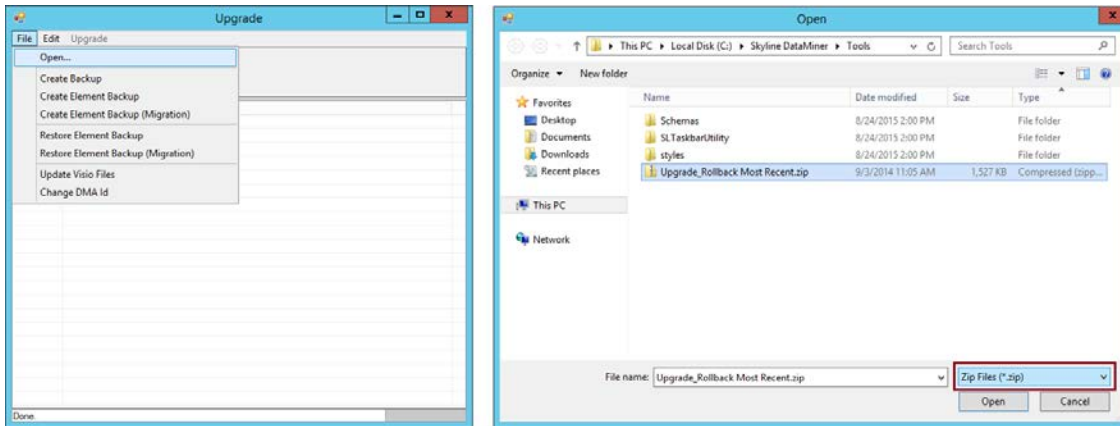 Upgrade
File Edit Upgrade
Open...
Create Backup
Create Element Backup
Create Element Backup (Migration)
Restore Element Backup
Restore Element Backup (Migration)
Update Visio Files
Change DMA Id
Done.
Open
This PC Local Disk (C:) Skyline DataMiner Tools Search Tools
Organize New folder
Favorites
Desktop
Documents
Downloads
Recent places
This PC
Network
Name Date modified Size Type
Schemas 8/24/2015 2:00 PM File folder
SLTaskbarUtility 8/24/2015 2:00 PM File folder
styles 8/24/2015 2:00 PM File folder
Upgrade_Rollback Most Recent.zip 9/3/2014 11:05 AM 1,527 KB Compressed (zipp...
File name: Upgrade_Rollback Most Recent.zip Zip Files (*.zip)
Open Cancel